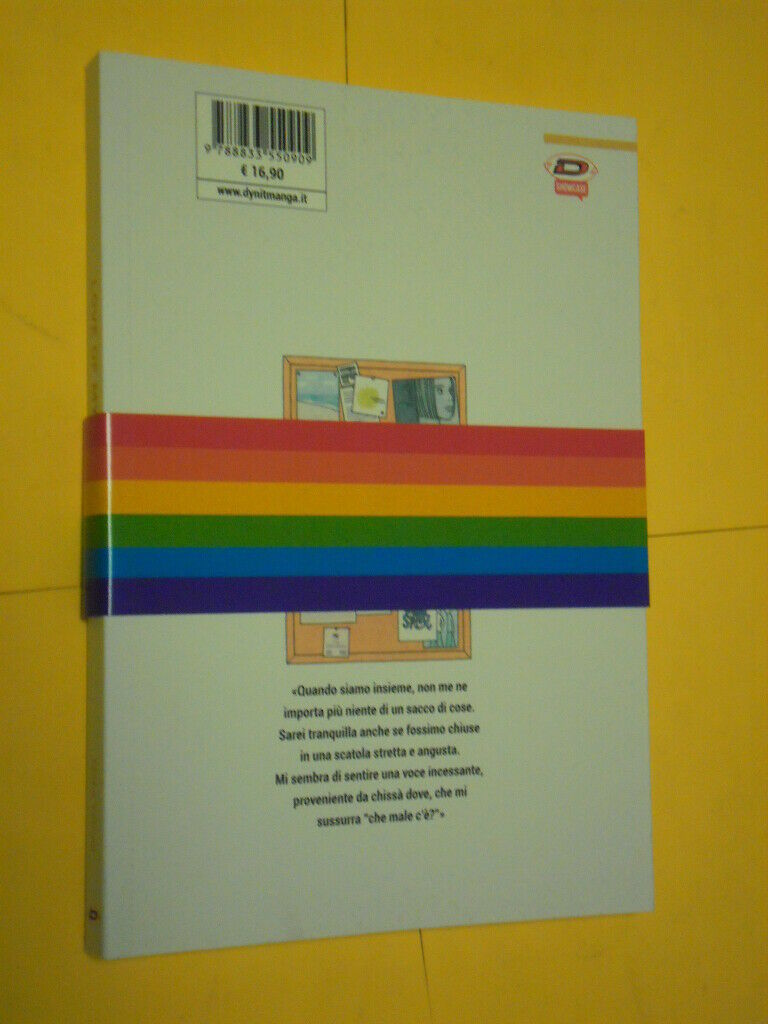 9 788833 550909
€ 16,90
www.dynitmanga.it
D
SHOWCASE
«Quando siamo insieme, non me ne
importa più niente di un sacco di cose.
Sarei tranquilla anche se fossimo chiuse
in una scatola stretta e angusta.
Mi sembra di sentire una voce incessante,
proveniente da chissà dove, che mi
sussurra “che male c'è?”»